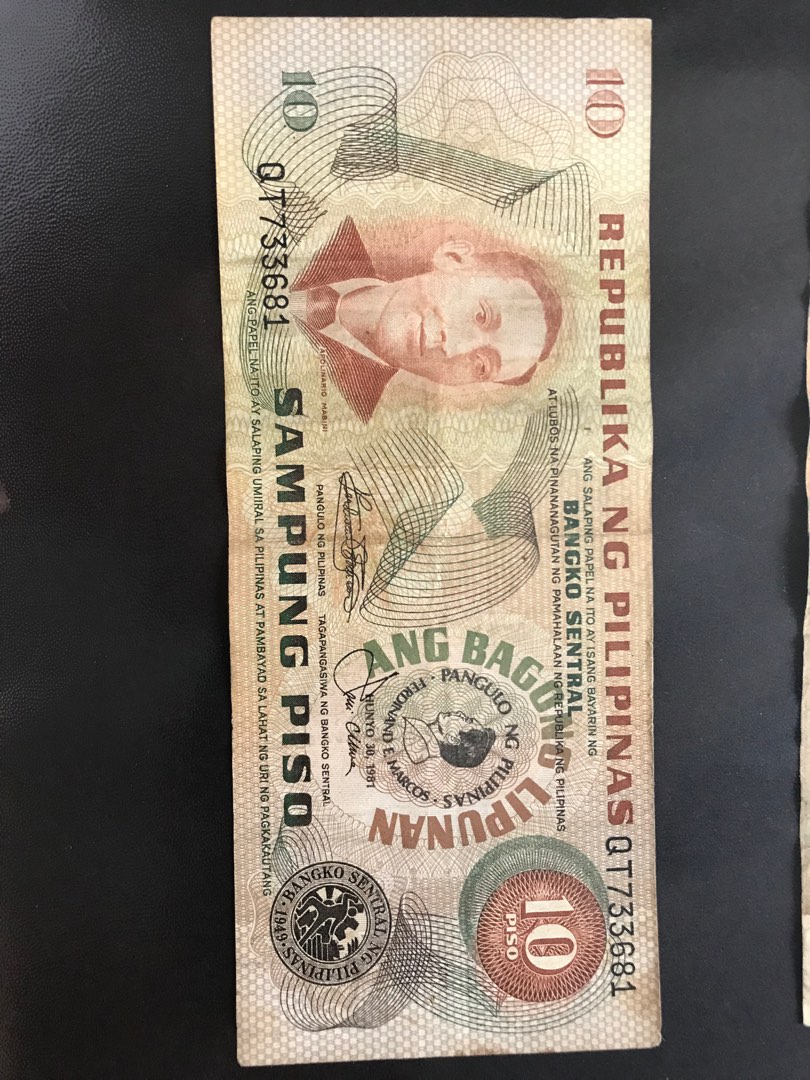 10
REPUBLIKA NG PILIPINAS
QT733681
ANG SALAPING PAPEL NA ITO AY ISANG BAYARIN NG
BANGKO SENTRAL
AT LUBOS NA PINANANAGUTAN NG PAMAHALAAN NG REPUBLIKA NG PILIPINAS
F
ANG BAGONG LIPUNAN
PANGULO NG PILIPINAS
FERDINAND E. MARCOS
HUNYO 30, 1981
10
PISO
APOLINARIO MABINI
PANGULO NG PILIPINAS
TAGAPANGASIWA NG BANGKO SENTRAL
10
QT733681
SAMPUNG PISO
ANG PAPEL NA ITO AY SALAPING UMIIRAL SA PILIPINAS AT PAMBAYAD SA LAHAT NG URI NG PAGKAKAUTANG
BANGKO SENTRAL NG PILIPINAS
1949